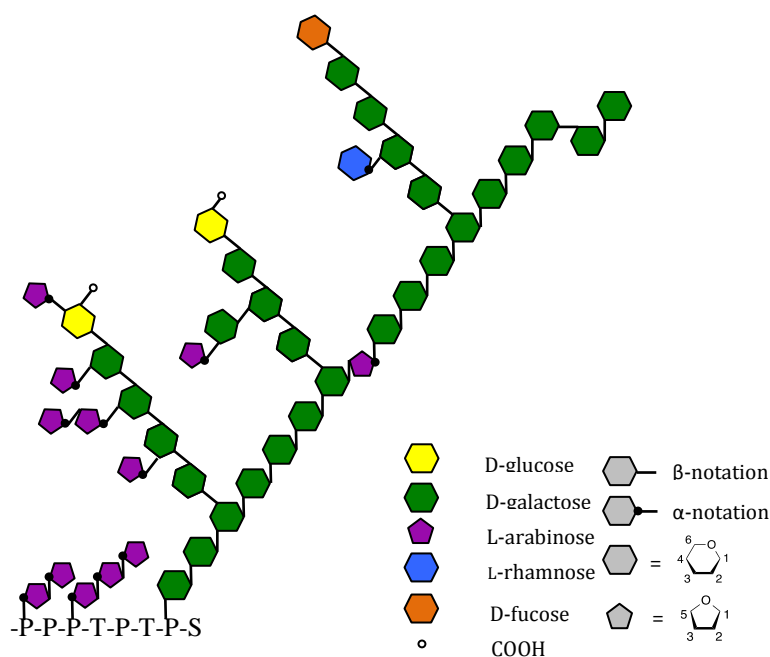 D-glucose
D-galactose
L-arabinose
L-rhamnose
D-fucose
COOH
β-notation
α-notation
= 6 O 4 1 3 2
= O 5 1 3 2
-P-P-P-T-P-T-P-S